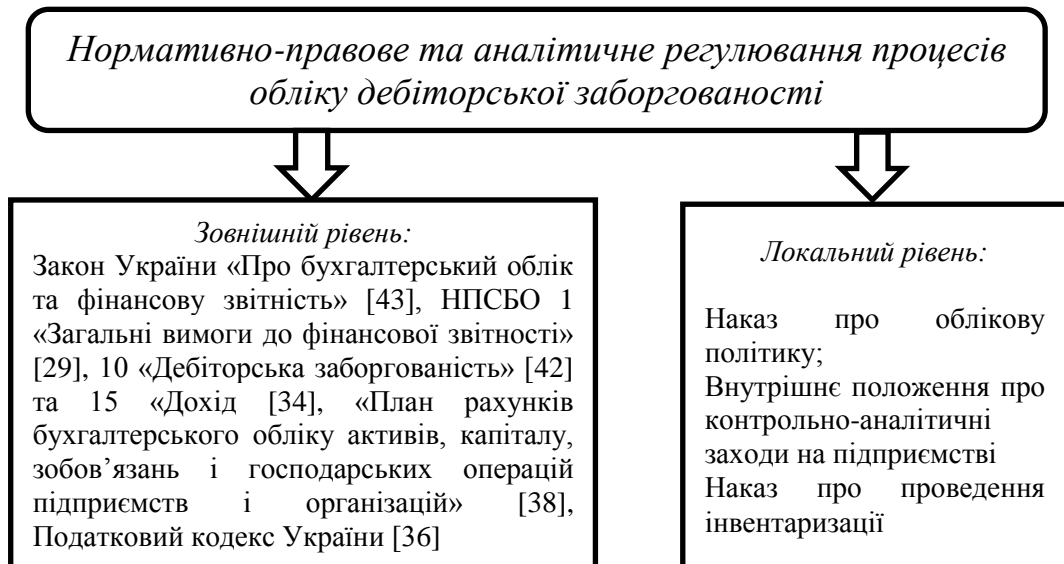 Нормативно-правове та аналітичне регулювання процесів
обліку дебіторської заборгованості
Зовнішній рівень:
Закон України «Про бухгалтерський облік
та фінансову звітність» [43], НПСБО 1
«Загальні вимоги до фінансової звітності»
[29], 10 «Дебіторська заборгованість» [42]
та 15 «Дохід [34], «План рахунків
бухгалтерського обліку активів, капіталу,
зобов’язань і господарських операцій
підприємств і організацій» [38],
Податковий кодекс України [36]
Локальний рівень:
Наказ про облікову
політику;
Внутрішнє положення про
контрольно-аналітичні
заходи на підприємстві
Наказ про проведення
інвентаризації